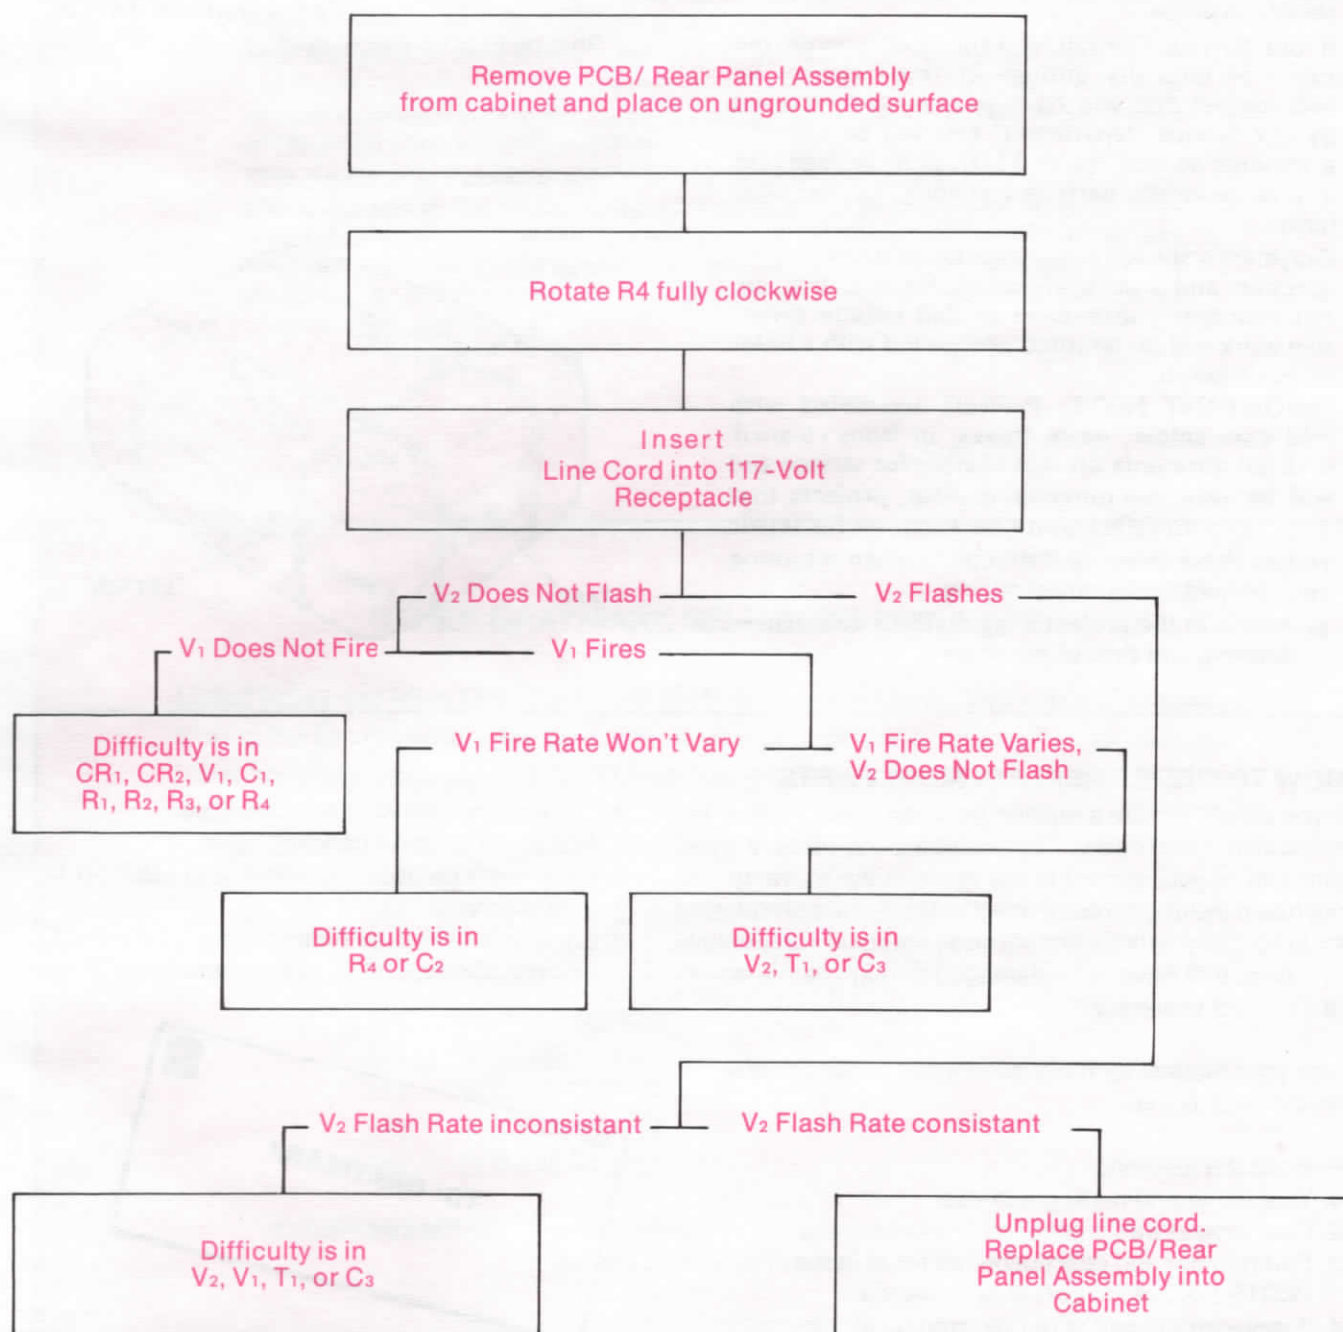 Remove PCB/ Rear Panel Assembly
from cabinet and place on ungrounded surface
Rotate R4 fully clockwise
Insert
Line Cord into 117-Volt
Receptacle
V₂ Does Not Flash
V₂ Flashes
V₁ Does Not Fire
V₁ Fires
Difficulty is in
CR₁, CR₂, V₁, C₁,
R₁, R₂, R₃, or R₄
V₁ Fire Rate Won't Vary
V₁ Fire Rate Varies,
V₂ Does Not Flash
Difficulty is in
R₄ or C₂
Difficulty is in
V₂, T₁, or C₃
V₂ Flash Rate inconsistant
V₂ Flash Rate consistant
Difficulty is in
V₂, V₁, T₁, or C₃
Unplug line cord.
Replace PCB/Rear
Panel Assembly into
Cabinet